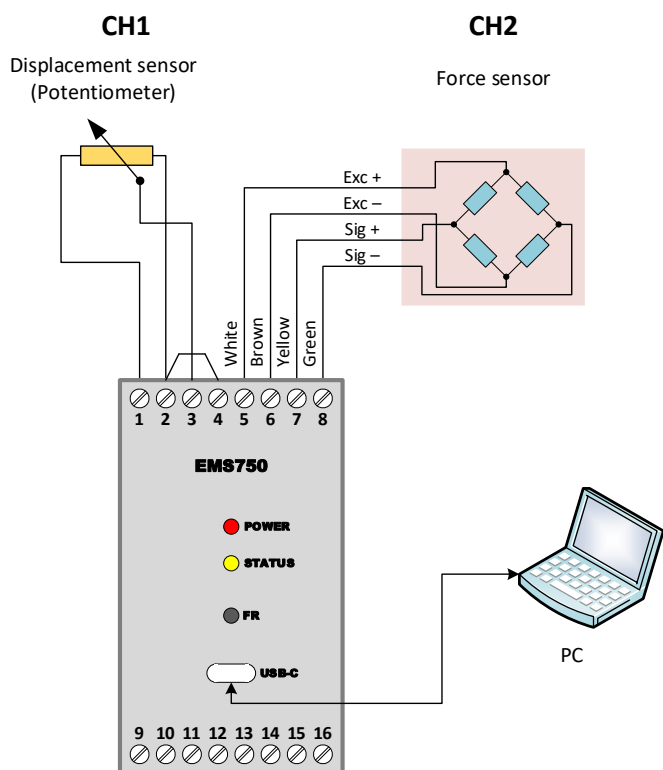 CH1
CH2
Displacement sensor
(Potentiometer)
Force sensor
Exc +
Exc –
Sig +
Sig –
White
Brown
Yellow
Green
1 2 3 4 5 6 7 8
EMS750
POWER
STATUS
FR
USB-C
PC
9 10 11 12 13 14 15 16